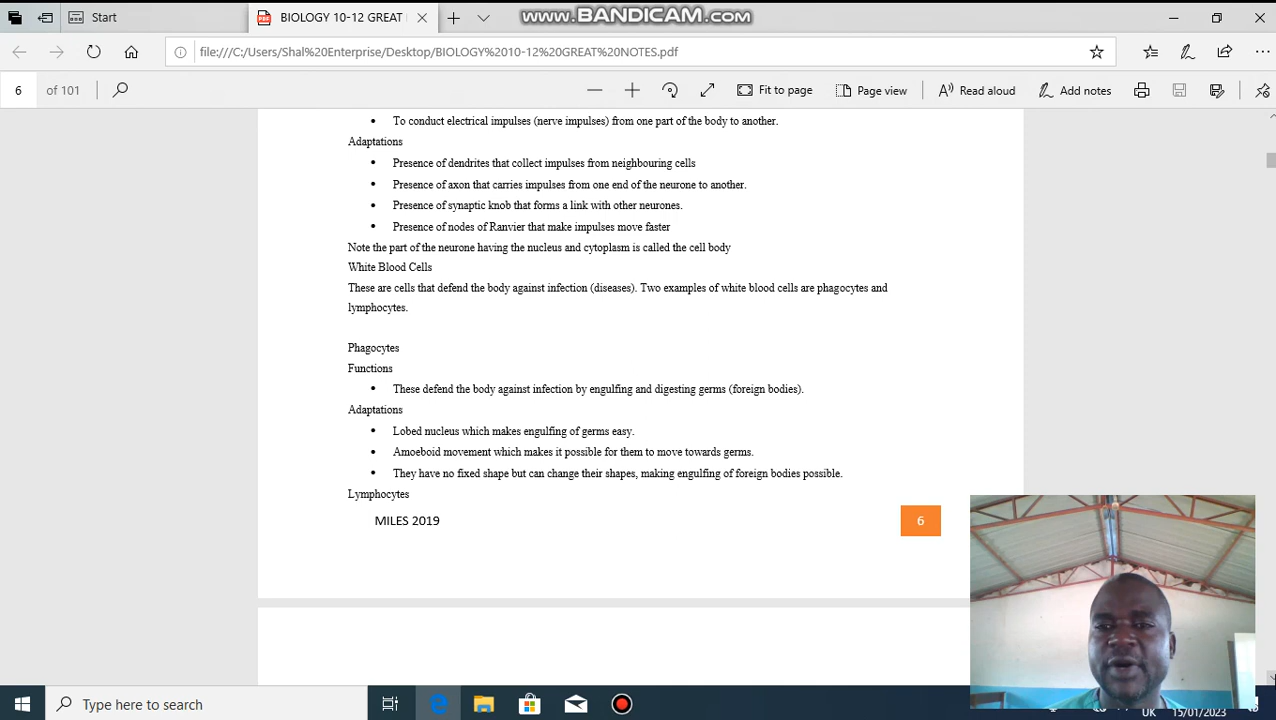 Start
BIOLOGY 10-12 GREAT
www.BANDICAM.com
file:///C:/Users/Shal%20Enterprise/Desktop/BIOLOGY%2010-12%20GREAT%20NOTES.pdf
6 of 101
Fit to page
Page view
Read aloud
Add notes
• To conduct electrical impulses (nerve impulses) from one part of the body to another.
Adaptations
• Presence of dendrites that collect impulses from neighbouring cells
• Presence of axon that carries impulses from one end of the neurone to another.
• Presence of synaptic knob that forms a link with other neurones.
• Presence of nodes of Ranvier that make impulses move faster
Note the part of the neurone having the nucleus and cytoplasm is called the cell body
White Blood Cells
These are cells that defend the body against infection (diseases). Two examples of white blood cells are phagocytes and
lymphocytes.
Phagocytes
Functions
• These defend the body against infection by engulfing and digesting germs (foreign bodies).
Adaptations
• Lobed nucleus which makes engulfing of germs easy.
• Amoeboid movement which makes it possible for them to move towards germs.
• They have no fixed shape but can change their shapes, making engulfing of foreign bodies possible.
Lymphocytes
MILES 2019
6
Type here to search
UK
15/01/2023